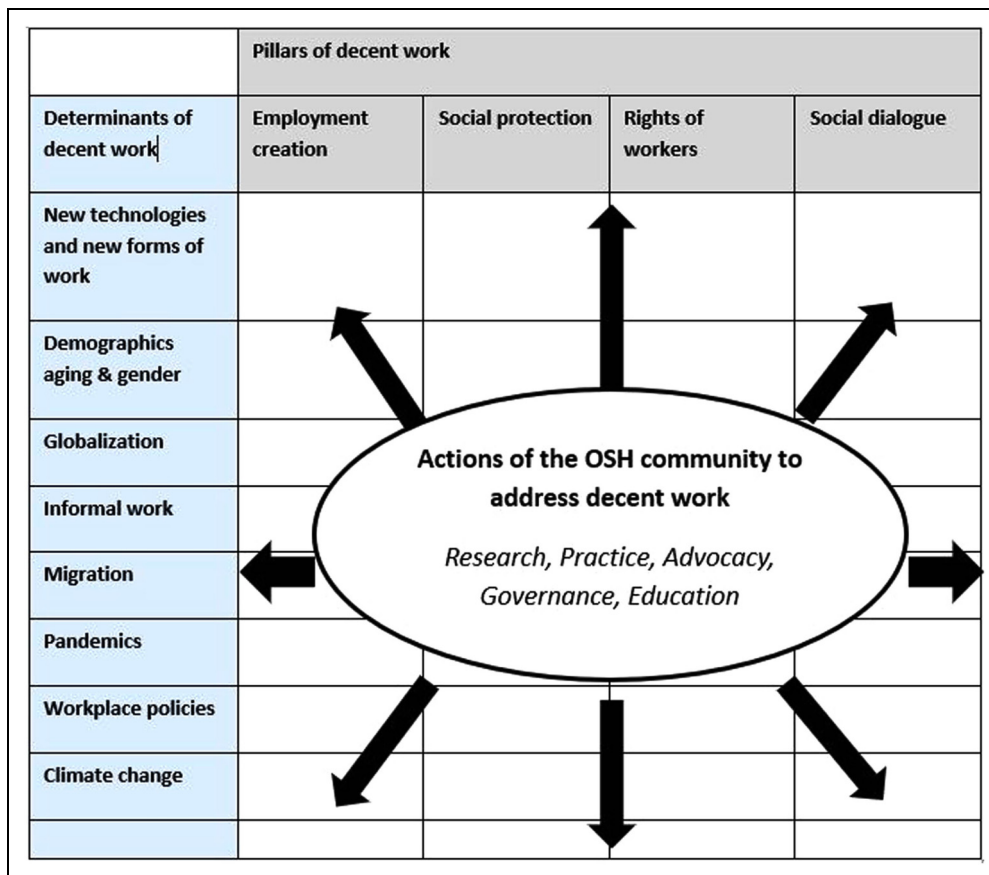 Pillars of decent work
Determinants of
decent work
Employment
creation
Social protection
Rights of
workers
Social dialogue
New technologies
and new forms of
work
Demographics
aging & gender
Globalization
Informal work
Migration
Pandemics
Workplace policies
Climate change
Actions of the OSH community to
address decent work
Research, Practice, Advocacy,
Governance, Education